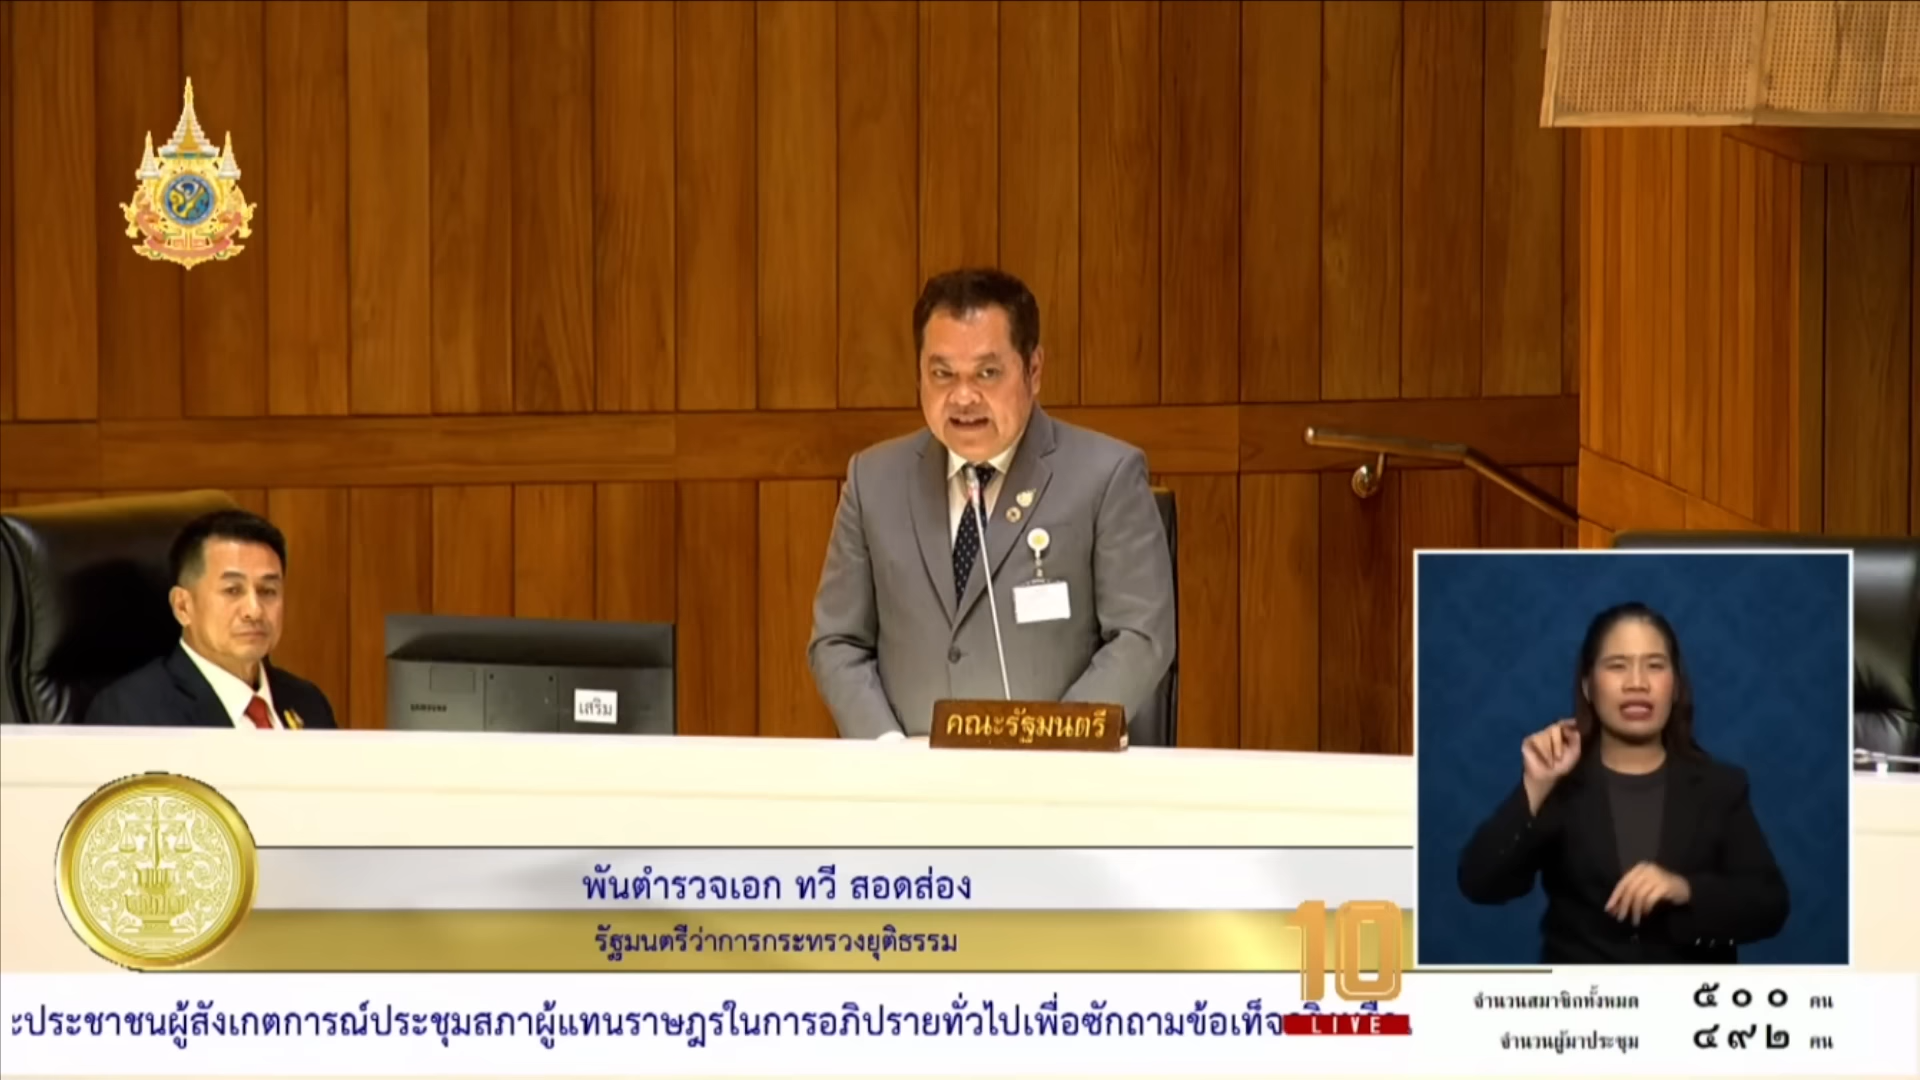 SAMSUNG
เสริม
คณะรัฐมนตรี
พันตำรวจเอก ทวี สอดส่อง
รัฐมนตรีว่าการกระทรวงยุติธรรม
10
LIVE
ะประชาชนผู้สังเกตการณ์ประชุมสภาผู้แทนราษฎรในการอภิปรายทั่วไปเพื่อซักถามข้อเท็จ
จำนวนสมาชิกทั้งหมด ๕๐๐ คน
จำนวนผู้มาประชุม ๔๙๒ คน